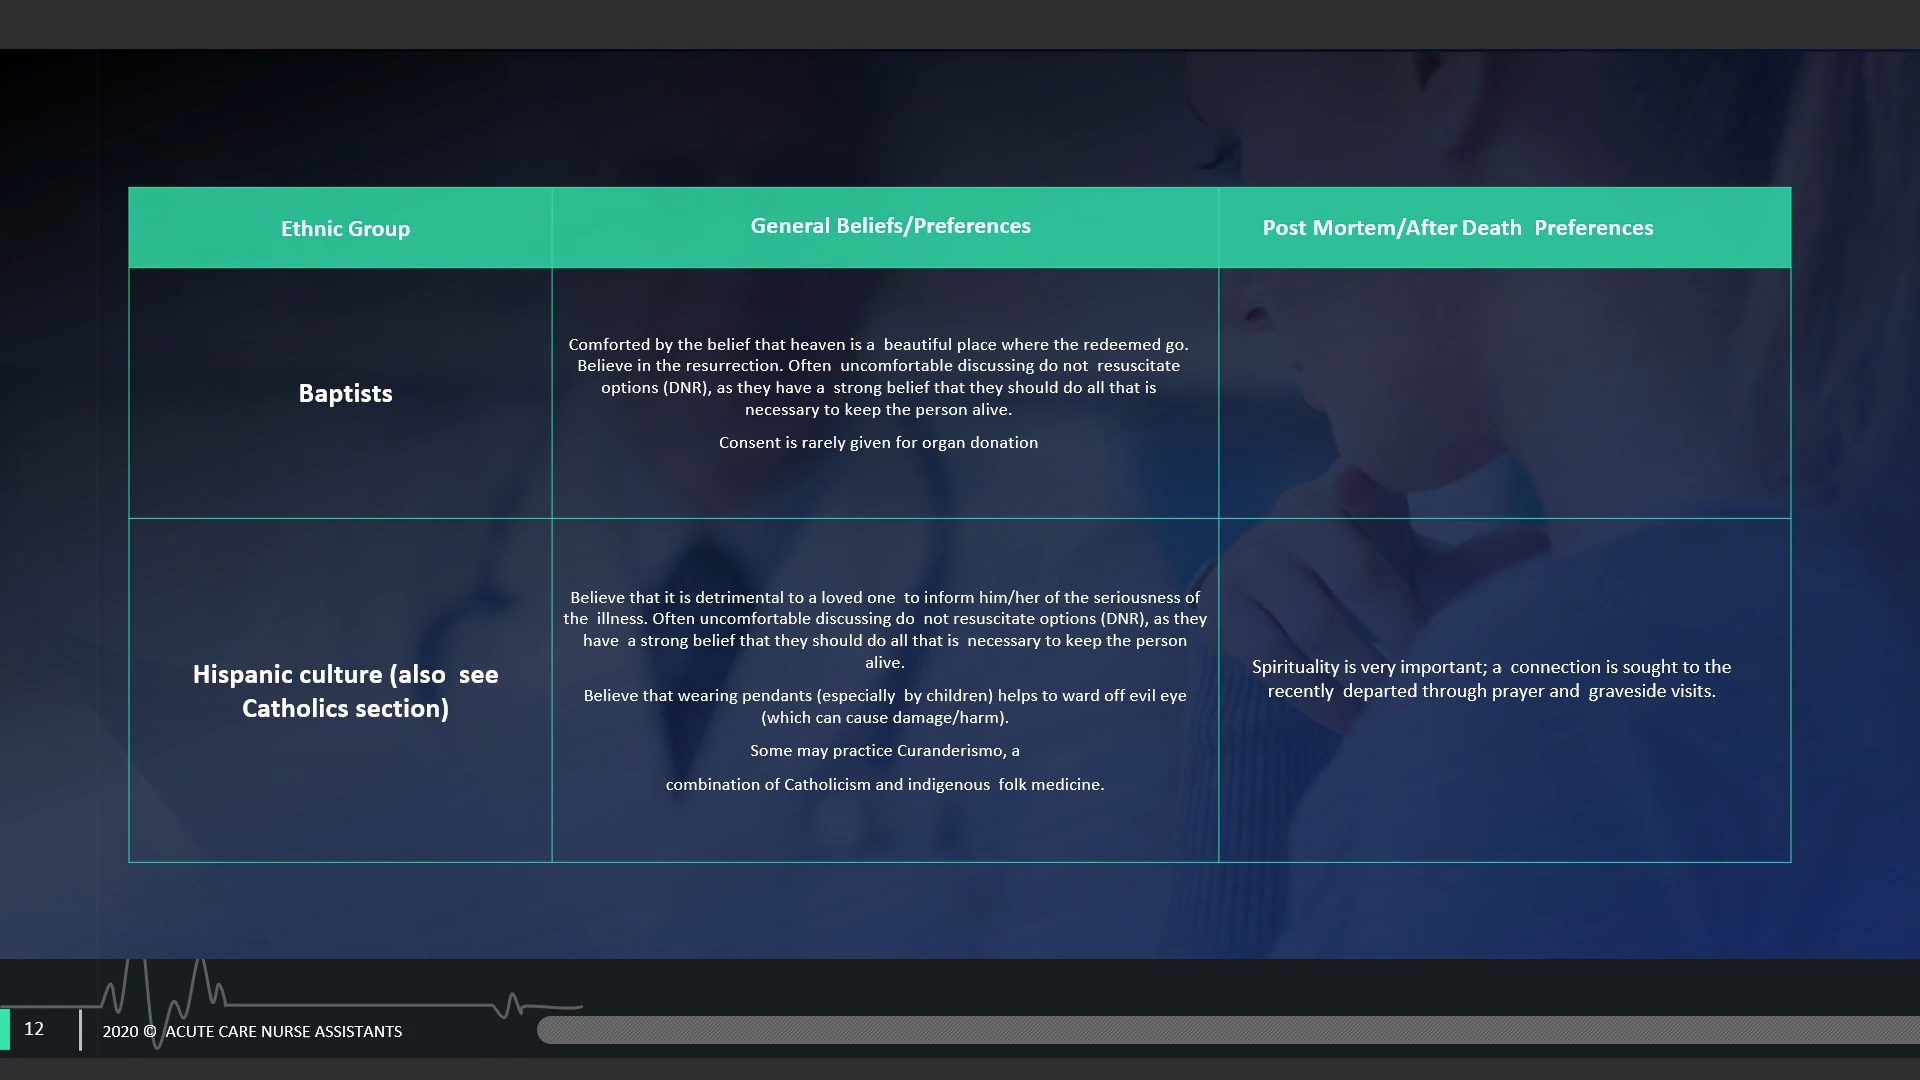 Ethnic Group
General Beliefs/Preferences
Post Mortem/After Death Preferences
Baptists
Comforted by the belief that heaven is a beautiful place where the redeemed go.
Believe in the resurrection. Often uncomfortable discussing do not resuscitate
options (DNR), as they have a strong belief that they should do all that is
necessary to keep the person alive.
Consent is rarely given for organ donation
Hispanic culture (also see
Catholics section)
Believe that it is detrimental to a loved one to inform him/her of the seriousness of
the illness. Often uncomfortable discussing do not resuscitate options (DNR), as they
have a strong belief that they should do all that is necessary to keep the person
alive.
Believe that wearing pendants (especially by children) helps to ward off evil eye
(which can cause damage/harm).
Some may practice Curanderismo, a
combination of Catholicism and indigenous folk medicine.
Spirituality is very important; a connection is sought to the
recently departed through prayer and graveside visits.
12
2020 © ACUTE CARE NURSE ASSISTANTS